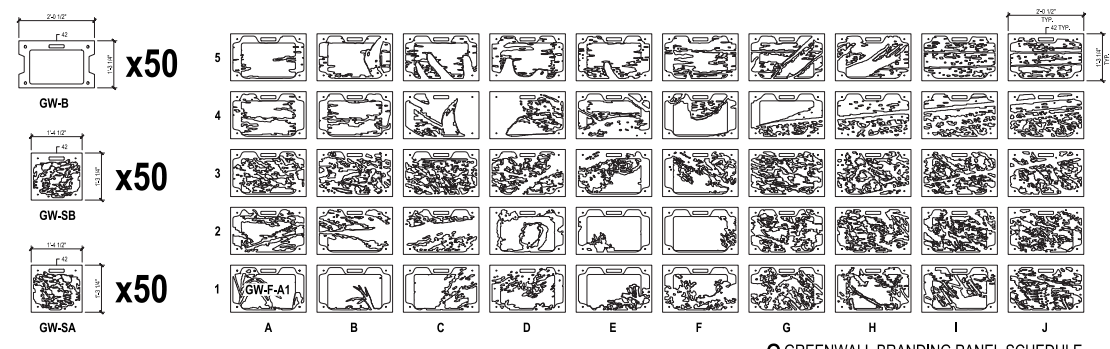 2'-0 1/2"
42
1'-3 1/4"
x50
GW-B
1'-4 1/2"
42
1'-3 1/4"
x50
GW-SB
1'-4 1/2"
42
1'-3 1/4"
x50
GW-SA
2'-0 1/2"
TYP.
42 TYP.
1'-3 1/4"
TYP.
5
4
3
2
1
GW-F-A1
A B C D E F G H I J
GREENWALL BRANDING PANEL SCHEDULE